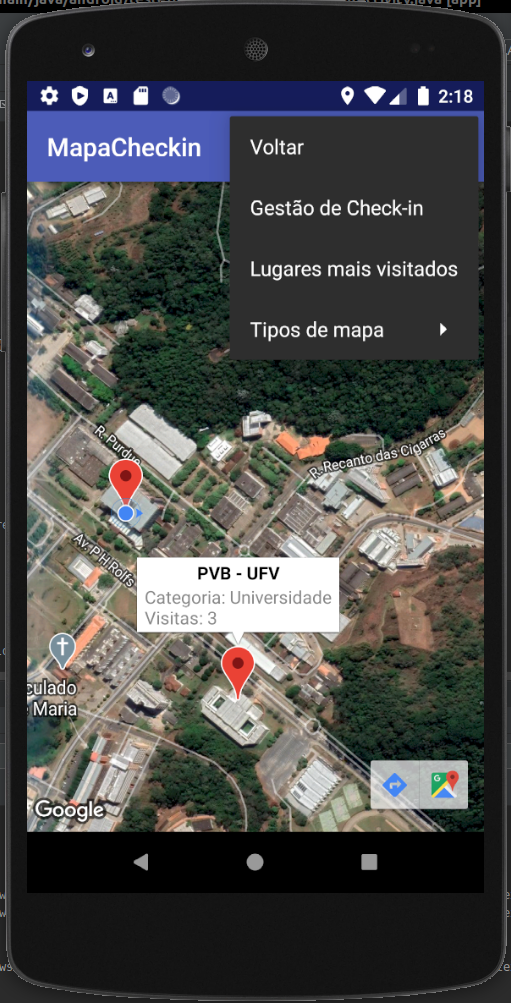 2:18
MapaCheckin
Voltar
Gestão de Check-in
Lugares mais visitados
Tipos de mapa
R. Purdue
R. Recanto das Cigarras
Av. P H Rolfs
PVB - UFV
Categoria: Universidade
Visitas: 3
culado
e Maria
Google